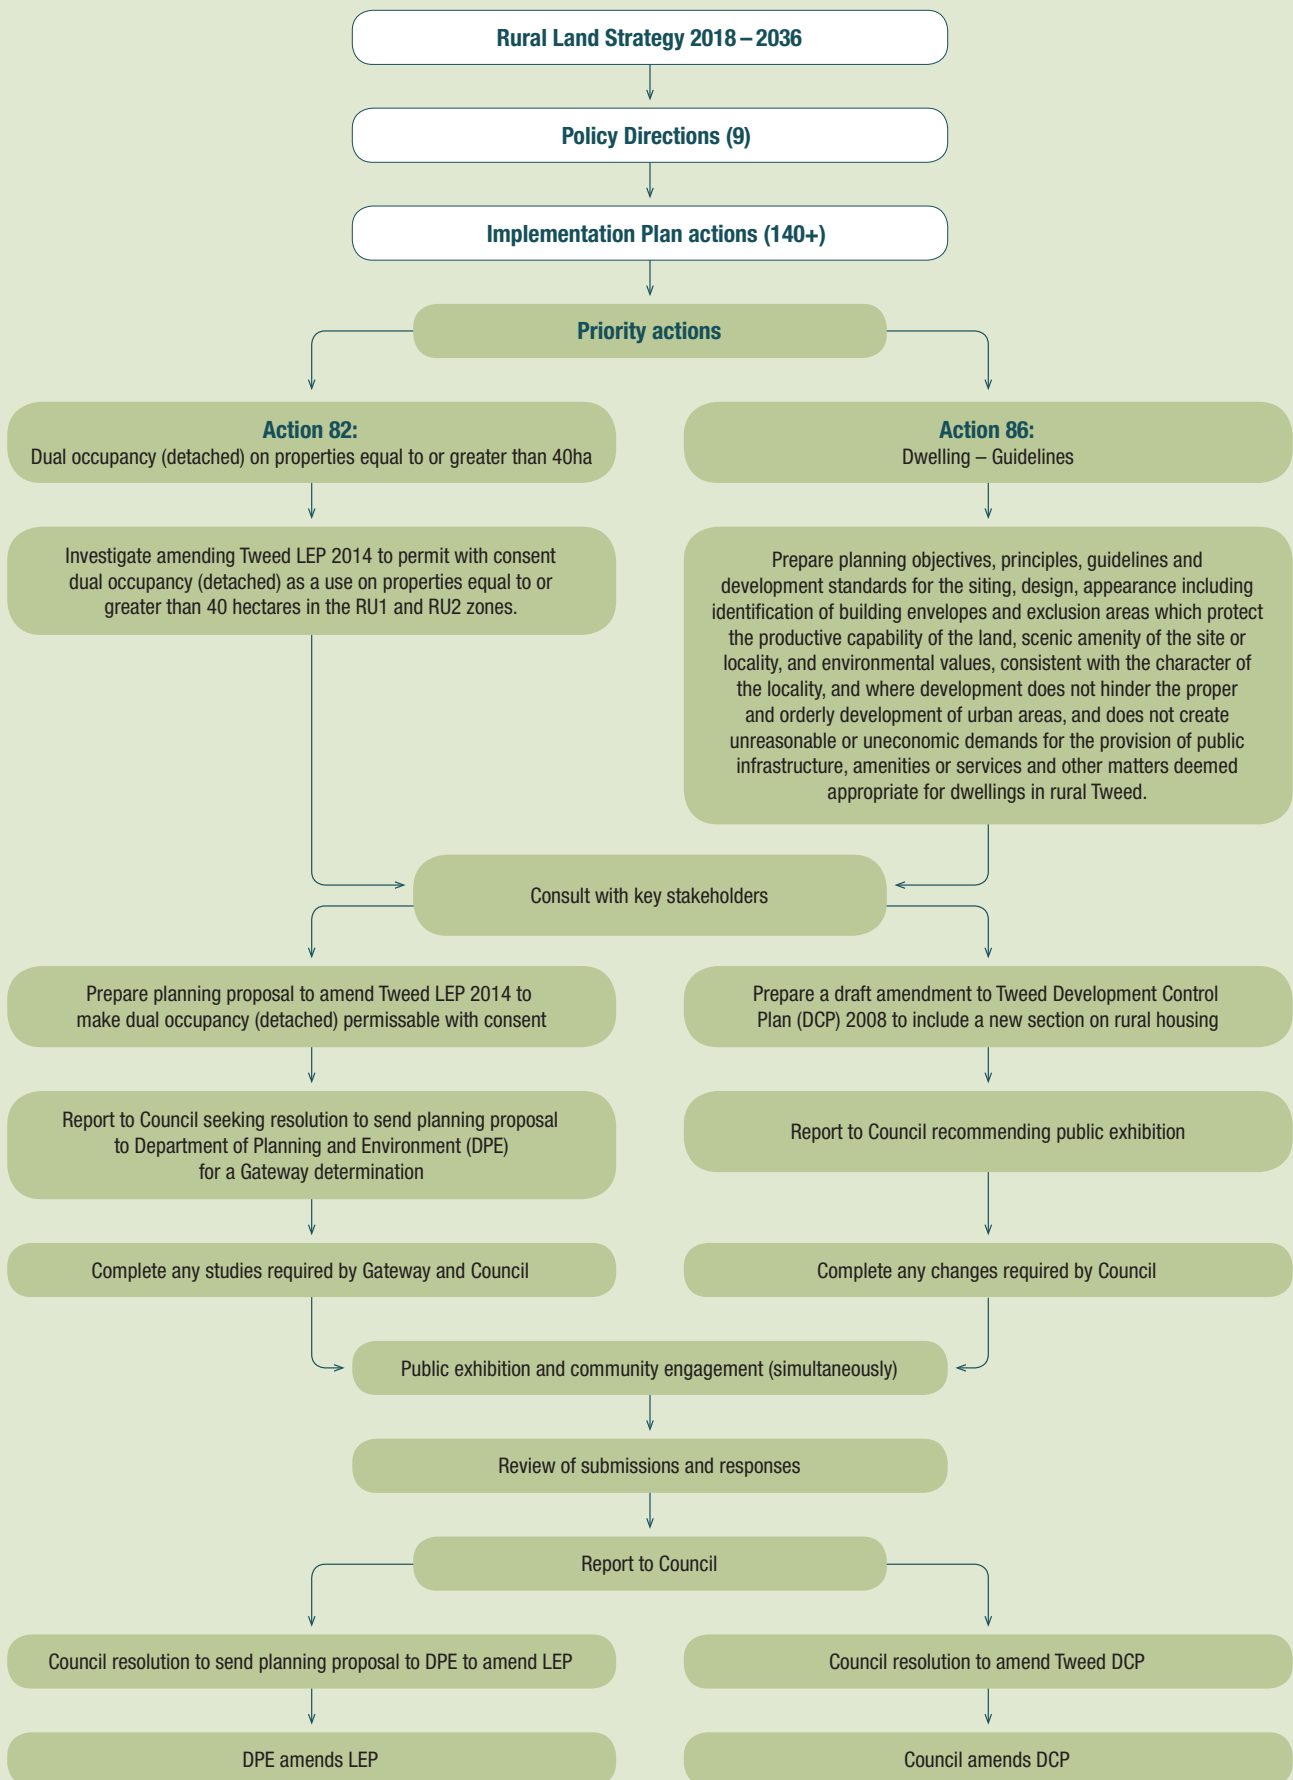 Rural Land Strategy 2018 – 2036
Policy Directions (9)
Implementation Plan actions (140+)
Priority actions
Action 82:
Dual occupancy (detached) on properties equal to or greater than 40ha
Action 86:
Dwelling – Guidelines
Investigate amending Tweed LEP 2014 to permit with consent
dual occupancy (detached) as a use on properties equal to or
greater than 40 hectares in the RU1 and RU2 zones.
Prepare planning objectives, principles, guidelines and
development standards for the siting, design, appearance including
identification of building envelopes and exclusion areas which protect
the productive capability of the land, scenic amenity of the site or
locality, and environmental values, consistent with the character of
the locality, and where development does not hinder the proper
and orderly development of urban areas, and does not create
unreasonable or uneconomic demands for the provision of public
infrastructure, amenities or services and other matters deemed
appropriate for dwellings in rural Tweed.
Consult with key stakeholders
Prepare planning proposal to amend Tweed LEP 2014 to
make dual occupancy (detached) permissable with consent
Prepare a draft amendment to Tweed Development Control
Plan (DCP) 2008 to include a new section on rural housing
Report to Council seeking resolution to send planning proposal
to Department of Planning and Environment (DPE)
for a Gateway determination
Report to Council recommending public exhibition
Complete any studies required by Gateway and Council
Complete any changes required by Council
Public exhibition and community engagement (simultaneously)
Review of submissions and responses
Report to Council
Council resolution to send planning proposal to DPE to amend LEP
Council resolution to amend Tweed DCP
DPE amends LEP
Council amends DCP